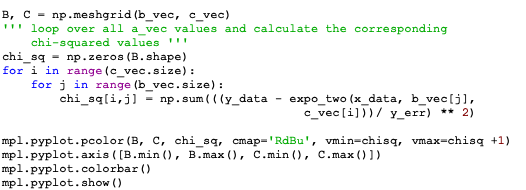 B, C = np.meshgrid(b_vec, c_vec)
''' loop over all a_vec values and calculate the corresponding
    chi-squared values '''
chi_sq = np.zeros(B.shape)
for i in range(c_vec.size):
    for j in range(b_vec.size):
        chi_sq[i,j] = np.sum(((y_data - expo_two(x_data, b_vec[j],
                                        c_vec[i]))/ y_err) ** 2)

mpl.pyplot.pcolor(B, C, chi_sq, cmap='RdBu', vmin=chisq, vmax=chisq +1)
mpl.pyplot.axis([B.min(), B.max(), C.min(), C.max()])
mpl.pyplot.colorbar()
mpl.pyplot.show()